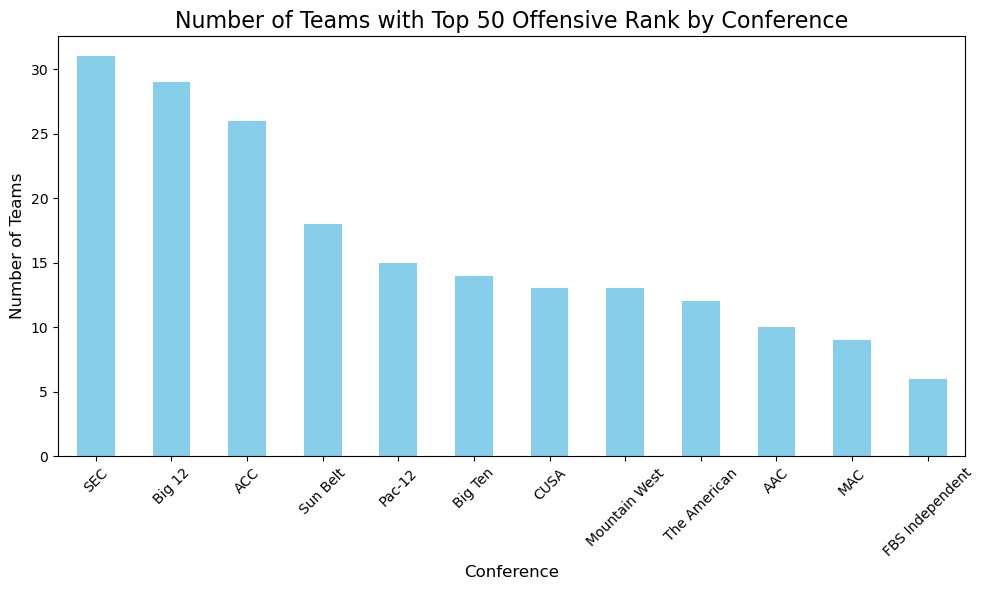 Number of Teams with Top 50 Offensive Rank by Conference
Number of Teams
30
25
20
15
10
5
0
SEC
Big 12
ACC
Sun Belt
Pac-12
Big Ten
CUSA
Mountain West
The American
AAC
MAC
FBS Independent
Conference